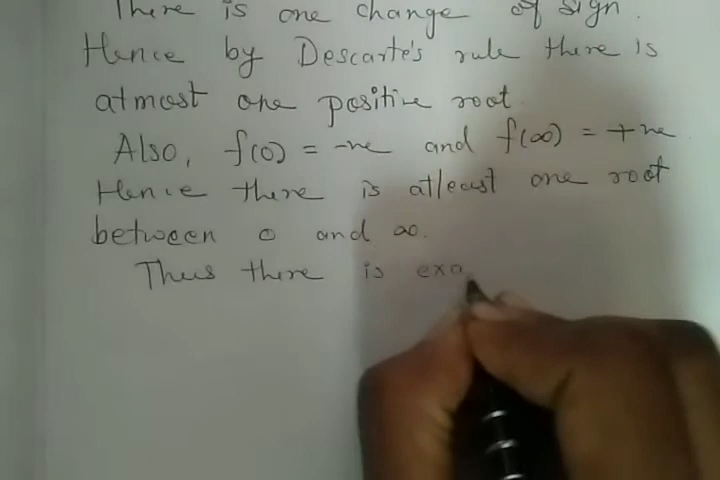 There is one change of sign.
Hence by Descarte's rule there is
atmost one positive root.
Also, f(0) = -ve and f(∞) = +ve
Hence there is atleast one root
between 0 and ∞.
Thus there is exa